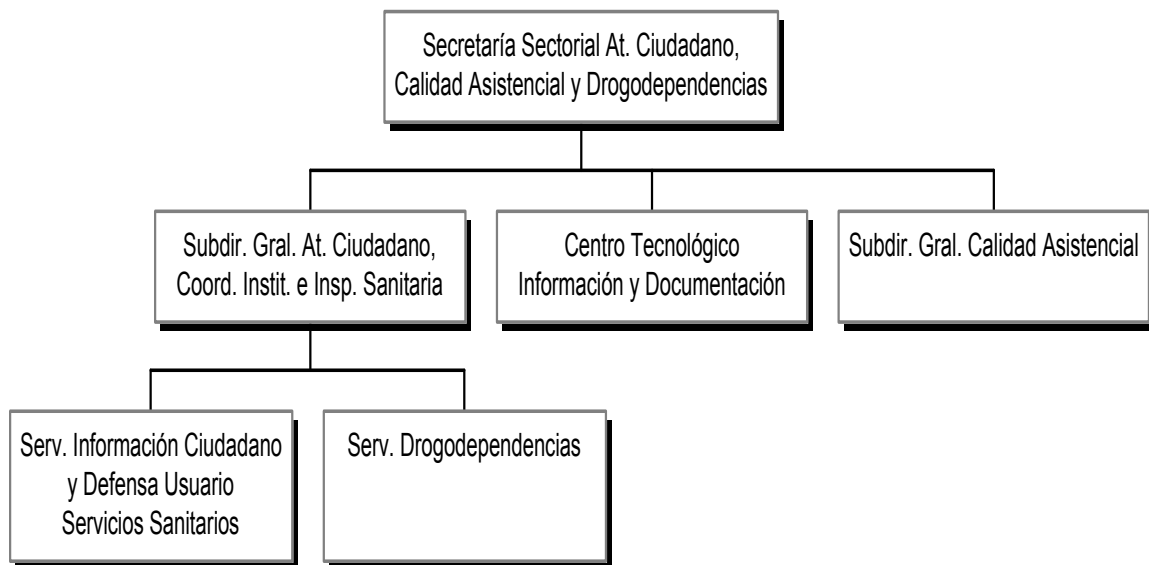 Secretaría Sectorial At. Ciudadano,
Calidad Asistencial y Drogodependencias
Subdir. Gral. At. Ciudadano,
Coord. Instit. e Insp. Sanitaria
Centro Tecnológico
Información y Documentación
Subdir. Gral. Calidad Asistencial
Serv. Información Ciudadano
y Defensa Usuario
Servicios Sanitarios
Serv. Drogodependencias